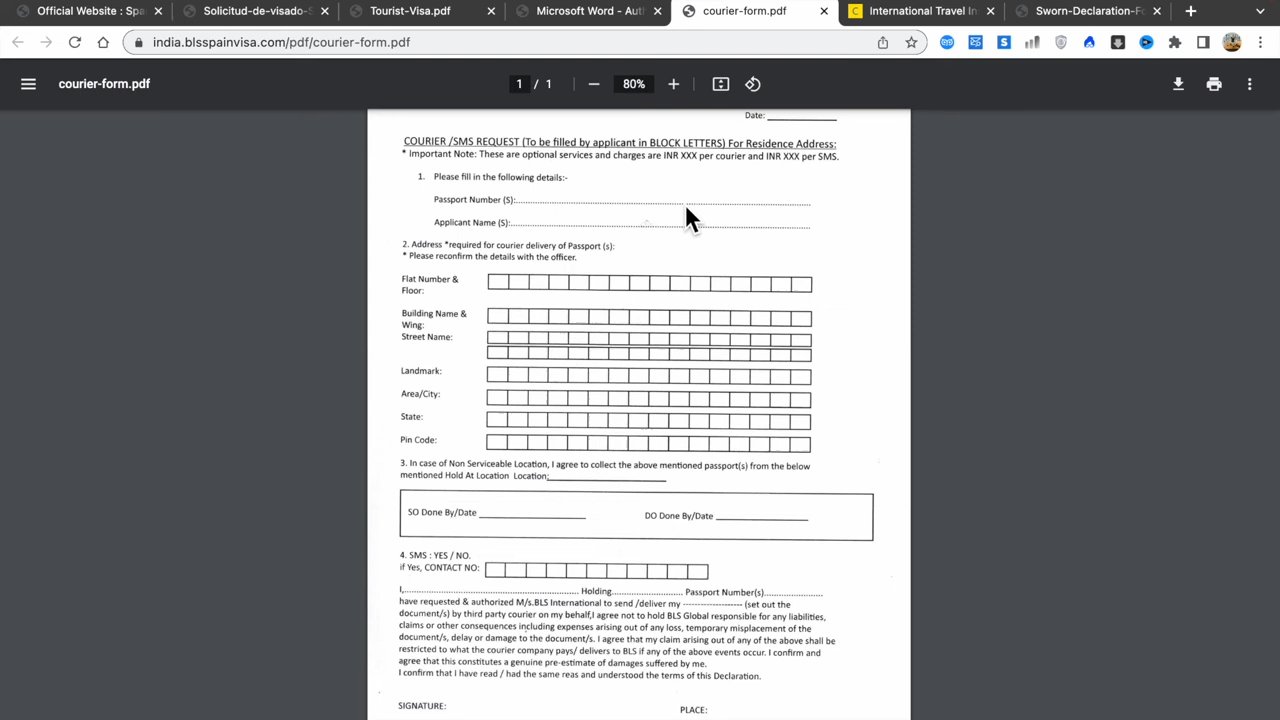 Official Website : Spa
Solicitud-de-visado-S
Tourist-Visa.pdf
Microsoft Word - Auth
courier-form.pdf
International Travel In
Sworn-Declaration-Fo
india.blsspainvisa.com/pdf/courier-form.pdf
courier-form.pdf
1 / 1
80%
Date: ____________
COURIER /SMS REQUEST (To be filled by applicant in BLOCK LETTERS) For Residence Address:
* Important Note: These are optional services and charges are INR XXX per courier and INR XXX per SMS.
1. Please fill in the following details:-
Passport Number (S):
Applicant Name (S):
2. Address *required for courier delivery of Passport (s):
* Please reconfirm the details with the officer.
Flat Number &
Floor:
Building Name &
Wing:
Street Name:
Landmark:
Area/City:
State:
Pin Code:
3. In case of Non Serviceable Location, I agree to collect the above mentioned passport(s) from the below
mentioned Hold At Location Location:____________
SO Done By/Date ____________ DO Done By/Date ____________
4. SMS : YES / NO.
if Yes, CONTACT NO:
I,............................ Holding.................... Passport Number(s)................
have requested & authorized M/s.BLS International to send /deliver my ---------------- (set out the
document/s) by third party courier on my behalf,I agree not to hold BLS Global responsible for any liabilities,
claims or other consequences including expenses arising out of any loss, temporary misplacement of the
document/s, delay or damage to the document/s. I agree that my claim arising out of any of the above shall be
restricted to what the courier company pays/ delivers to BLS if any of the above events occur. I confirm and
agree that this constitutes a genuine pre-estimate of damages suffered by me.
I confirm that I have read / had the same reas and understood the terms of this Declaration.
SIGNATURE: PLACE: